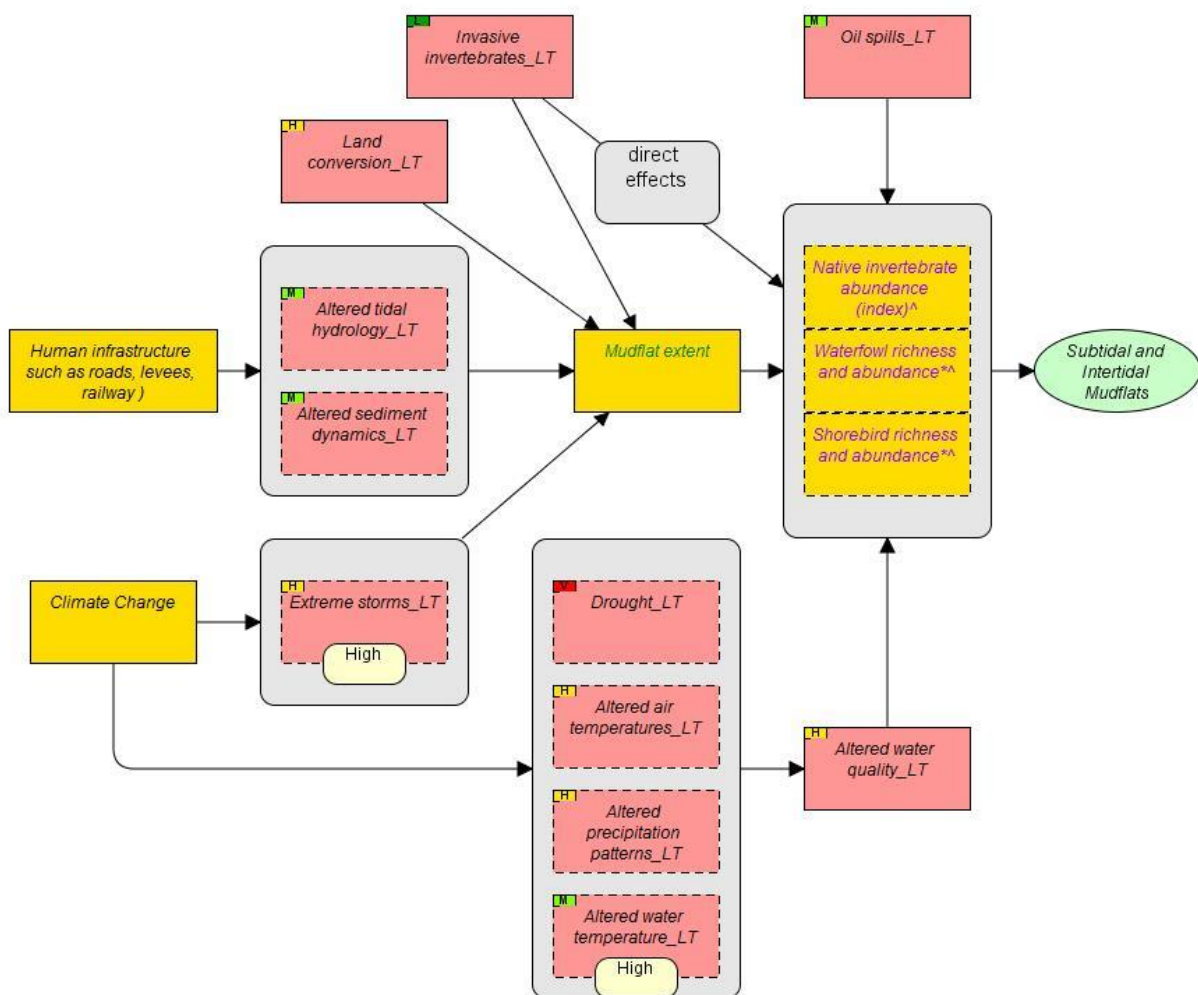 L
Invasive
invertebrates_LT
M
Oil spills_LT
H
Land
conversion_LT
direct
effects
M
Altered tidal
hydrology_LT
M
Altered sediment
dynamics_LT
Human infrastructure
such as roads, levees,
railway )
Mudflat extent
Native invertebrate
abundance
(index)^
Waterfowl richness
and abundance*^
Shorebird richness
and abundance*^
Subtidal and
Intertidal
Mudflats
Climate Change
H
Extreme storms_LT
High
V
Drought_LT
H
Altered air
temperatures_LT
H
Altered
precipitation
patterns_LT
M
Altered water
temperature_LT
High
H
Altered water
quality_LT